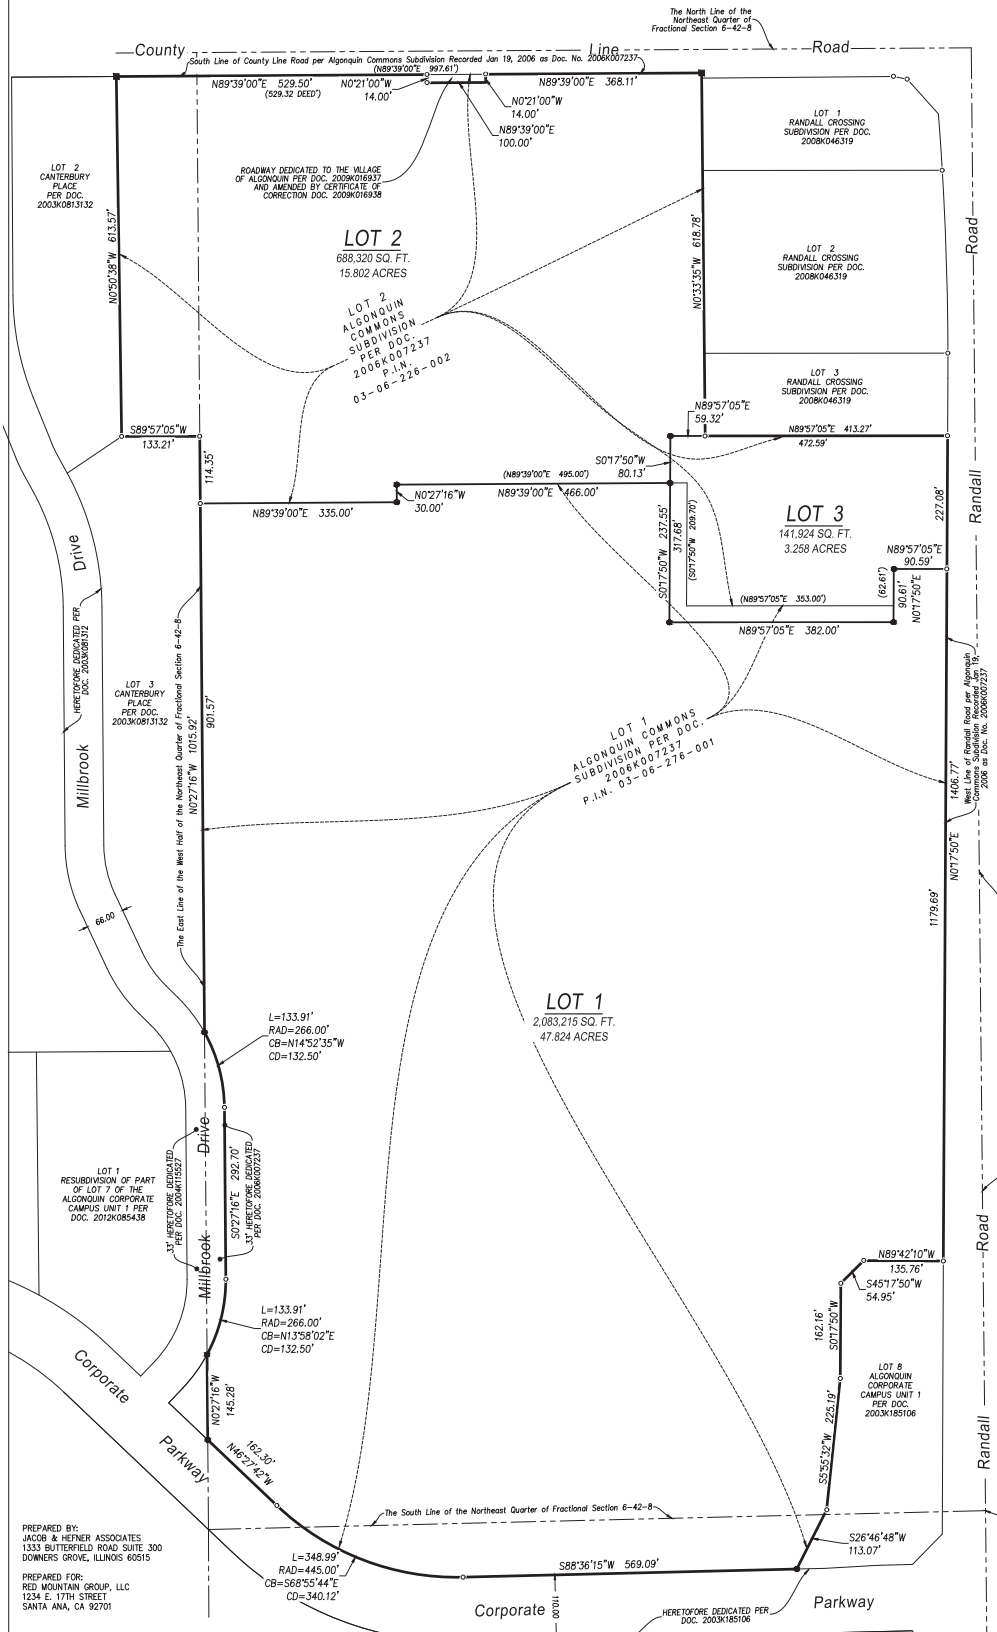 The North Line of the
Northeast Quarter of
Fractional Section 6-42-8
County Line Road
South Line of County Line Road per Algonquin Commons Subdivision Recorded Jan 19, 2006 as Doc. No. 2006K007237
(N89°39'00"E 997.61')
N89°39'00"E 529.50'
(529.32 DEED')
N0°21'00"W
14.00'
N89°39'00"E 368.11'
N0°21'00"W
14.00'
N89°39'00"E
100.00'
ROADWAY DEDICATED TO THE VILLAGE
OF ALGONQUIN PER DOC. 2009K016937
AND AMENDED BY CERTIFICATE OF
CORRECTION DOC. 2009K016938
LOT 2
CANTERBURY
PLACE
PER DOC.
2003K0813132
LOT 1
RANDALL CROSSING
SUBDIVISION PER DOC.
2008K046319
N0°50'38"W 613.57'
LOT 2
688,320 SQ. FT.
15.802 ACRES
N0°33'35"W 618.78'
LOT 2
RANDALL CROSSING
SUBDIVISION PER DOC.
2008K046319
Road
LOT 2
ALGONQUIN
COMMONS
SUBDIVISION
PER DOC.
2006K007237
P.I.N.
03-06-226-002
LOT 3
RANDALL CROSSING
SUBDIVISION PER DOC.
2008K046319
N89°57'05"E
59.32'
S89°57'05"W
133.21'
N89°57'05"E 413.27'
472.59'
114.35'
S0°17'50"W
80.13'
(N89°39'00"E 495.00')
N89°39'00"E 466.00'
N0°27'16"W
30.00'
N89°39'00"E 335.00'
Randall
227.08'
LOT 3
141,924 SQ. FT.
3.258 ACRES
S0°17'50"W 237.55'
317.68'
(S0°17'50"W 209.70')
N89°57'05"E
90.59'
(62.61')
90.61'
N0°17'50"E
(N89°57'05"E 353.00')
N89°57'05"E 382.00'
Drive
HERETOFORE DEDICATED PER
DOC. 2003K081312
Millbrook
LOT 3
CANTERBURY
PLACE
PER DOC.
2003K0813132
The East Line of the West Half of the Northeast Quarter of Fractional Section 6-42-8
N0°27'16"W 1015.92'
901.57'
LOT 1
ALGONQUIN COMMONS
SUBDIVISION PER DOC.
2006K007237
P.I.N. 03-06-276-001
West Line of Randall Road per Algonquin
Commons Subdivision Recorded Jan 19,
2006 as Doc. No. 2006K007237
1406.77'
N0°17'50"E
1179.69'
66.00
LOT 1
2,083,215 SQ. FT.
47.824 ACRES
L=133.91'
RAD=266.00'
CB=N14°52'35"W
CD=132.50'
Drive
LOT 1
RESUBDIVISION OF PART
OF LOT 7 OF THE
ALGONQUIN CORPORATE
CAMPUS UNIT 1 PER
DOC. 2012K085438
33' HERETOFORE DEDICATED
PER DOC. 2004K115527
S0°27'16"E 292.70'
33' HERETOFORE DEDICATED
PER DOC. 2006K007237
Millbrook
Road
N89°42'10"W
135.76'
S45°17'50"W
54.95'
L=133.91'
RAD=266.00'
CB=N13°58'02"E
CD=132.50'
162.16'
S0°17'50"W
LOT 8
ALGONQUIN
CORPORATE
CAMPUS UNIT 1
PER DOC.
2003K185106
Corporate
N0°27'16"W
145.28'
S5°55'32"W 225.19'
Randall
Parkway
162.30'
N46°27'42"W
The South Line of the Northeast Quarter of Fractional Section 6-42-8
PREPARED BY:
JACOB & HEFNER ASSOCIATES
1333 BUTTERFIELD ROAD SUITE 300
DOWNERS GROVE, ILLINOIS 60515
S26°46'48"W
113.07'
L=348.99'
RAD=445.00'
CB=S68°55'44"E
CD=340.12'
S88°36'15"W 569.09'
PREPARED FOR:
RED MOUNTAIN GROUP, LLC
1234 E. 17TH STREET
SANTA ANA, CA 92701
110.00
Corporate Parkway
HERETOFORE DEDICATED PER
DOC. 2003K185106